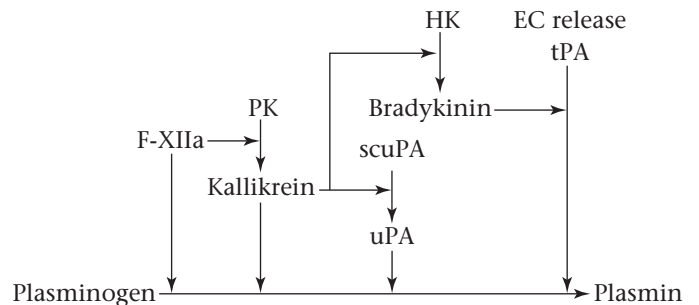 HK
EC release
tPA
PK
Bradykinin
F-XIIa
scuPA
Kallikrein
uPA
Plasminogen
Plasmin